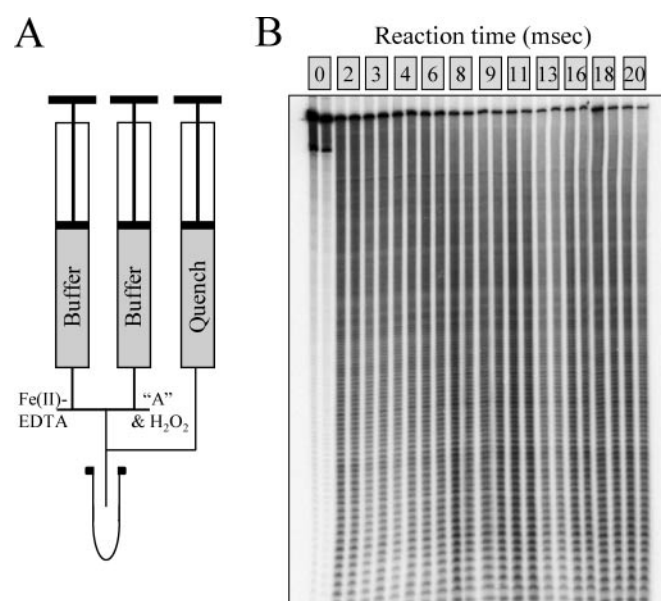 A
Buffer
Buffer
Quench
Fe(II)-
EDTA
“A”
& H₂O₂
B
Reaction time (msec)
0 2 3 4 6 8 9 11 13 16 18 20